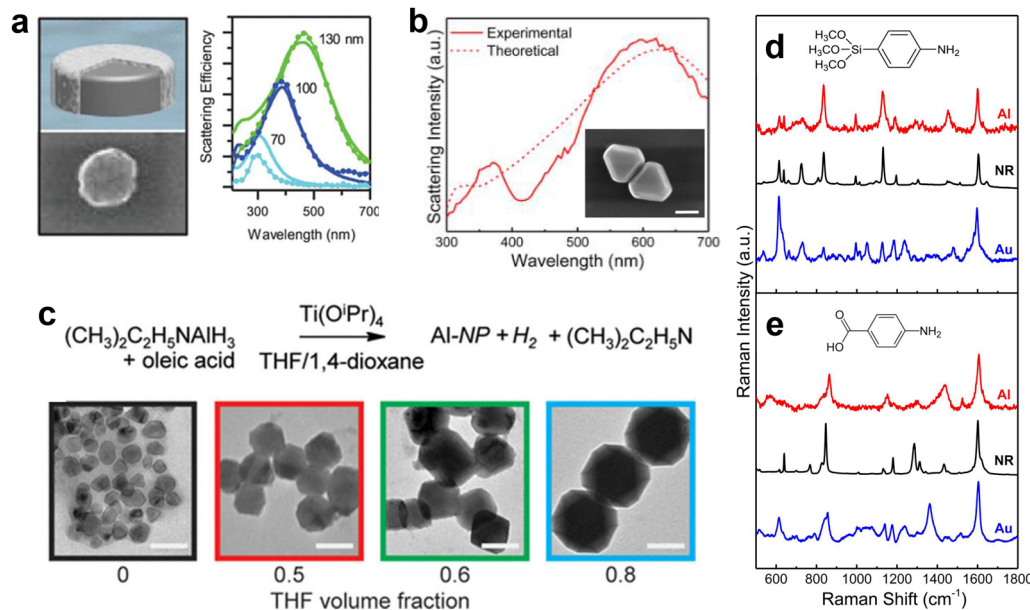 a
130 nm
100
70
Scattering Efficiency
300 500 700
Wavelength (nm)
b
Experimental
Theoretical
Scattering Intensity (a.u.)
300 400 500 600 700
Wavelength (nm)
c
(CH₃)₂C₂H₅NAlH₃
+ oleic acid
Ti(OⁱPr)₄
THF/1,4-dioxane
Al-NP + H₂ + (CH₃)₂C₂H₅N
0 0.5 0.6 0.8
THF volume fraction
d
H₃CO
H₃CO Si NH₂
H₃CO
Al
NR
Au
e
O
NH₂
HO
Al
NR
Au
Raman Intensity (a.u.)
600 800 1000 1200 1400 1600 1800
Raman Shift (cm⁻¹)